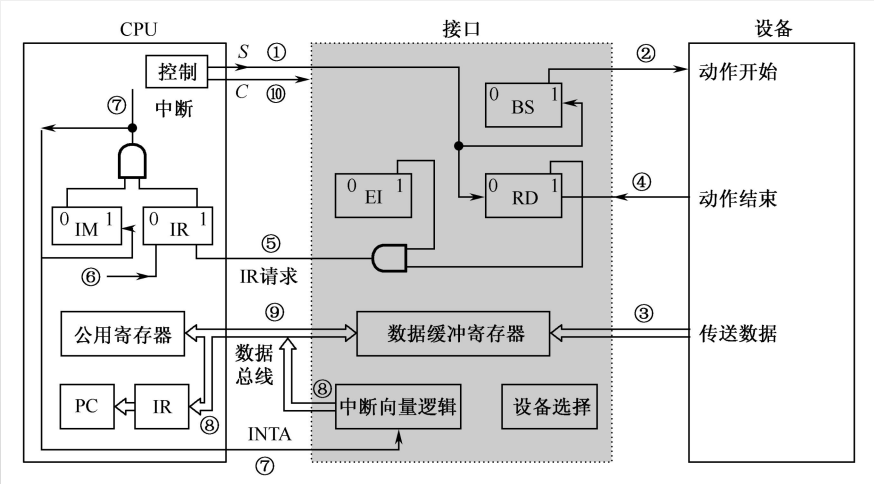 CPU
接口
设备
控制
S
①
C
⑩
中断
⑦
0 1
BS
②
动作开始
0 1
IM
0 1
IR
0 1
EI
0 1
RD
④
动作结束
⑤
IR请求
⑥
公用寄存器
⑨
数据
总线
数据缓冲寄存器
③
传送数据
PC
IR
⑧
⑧
中断向量逻辑
设备选择
INTA
⑦